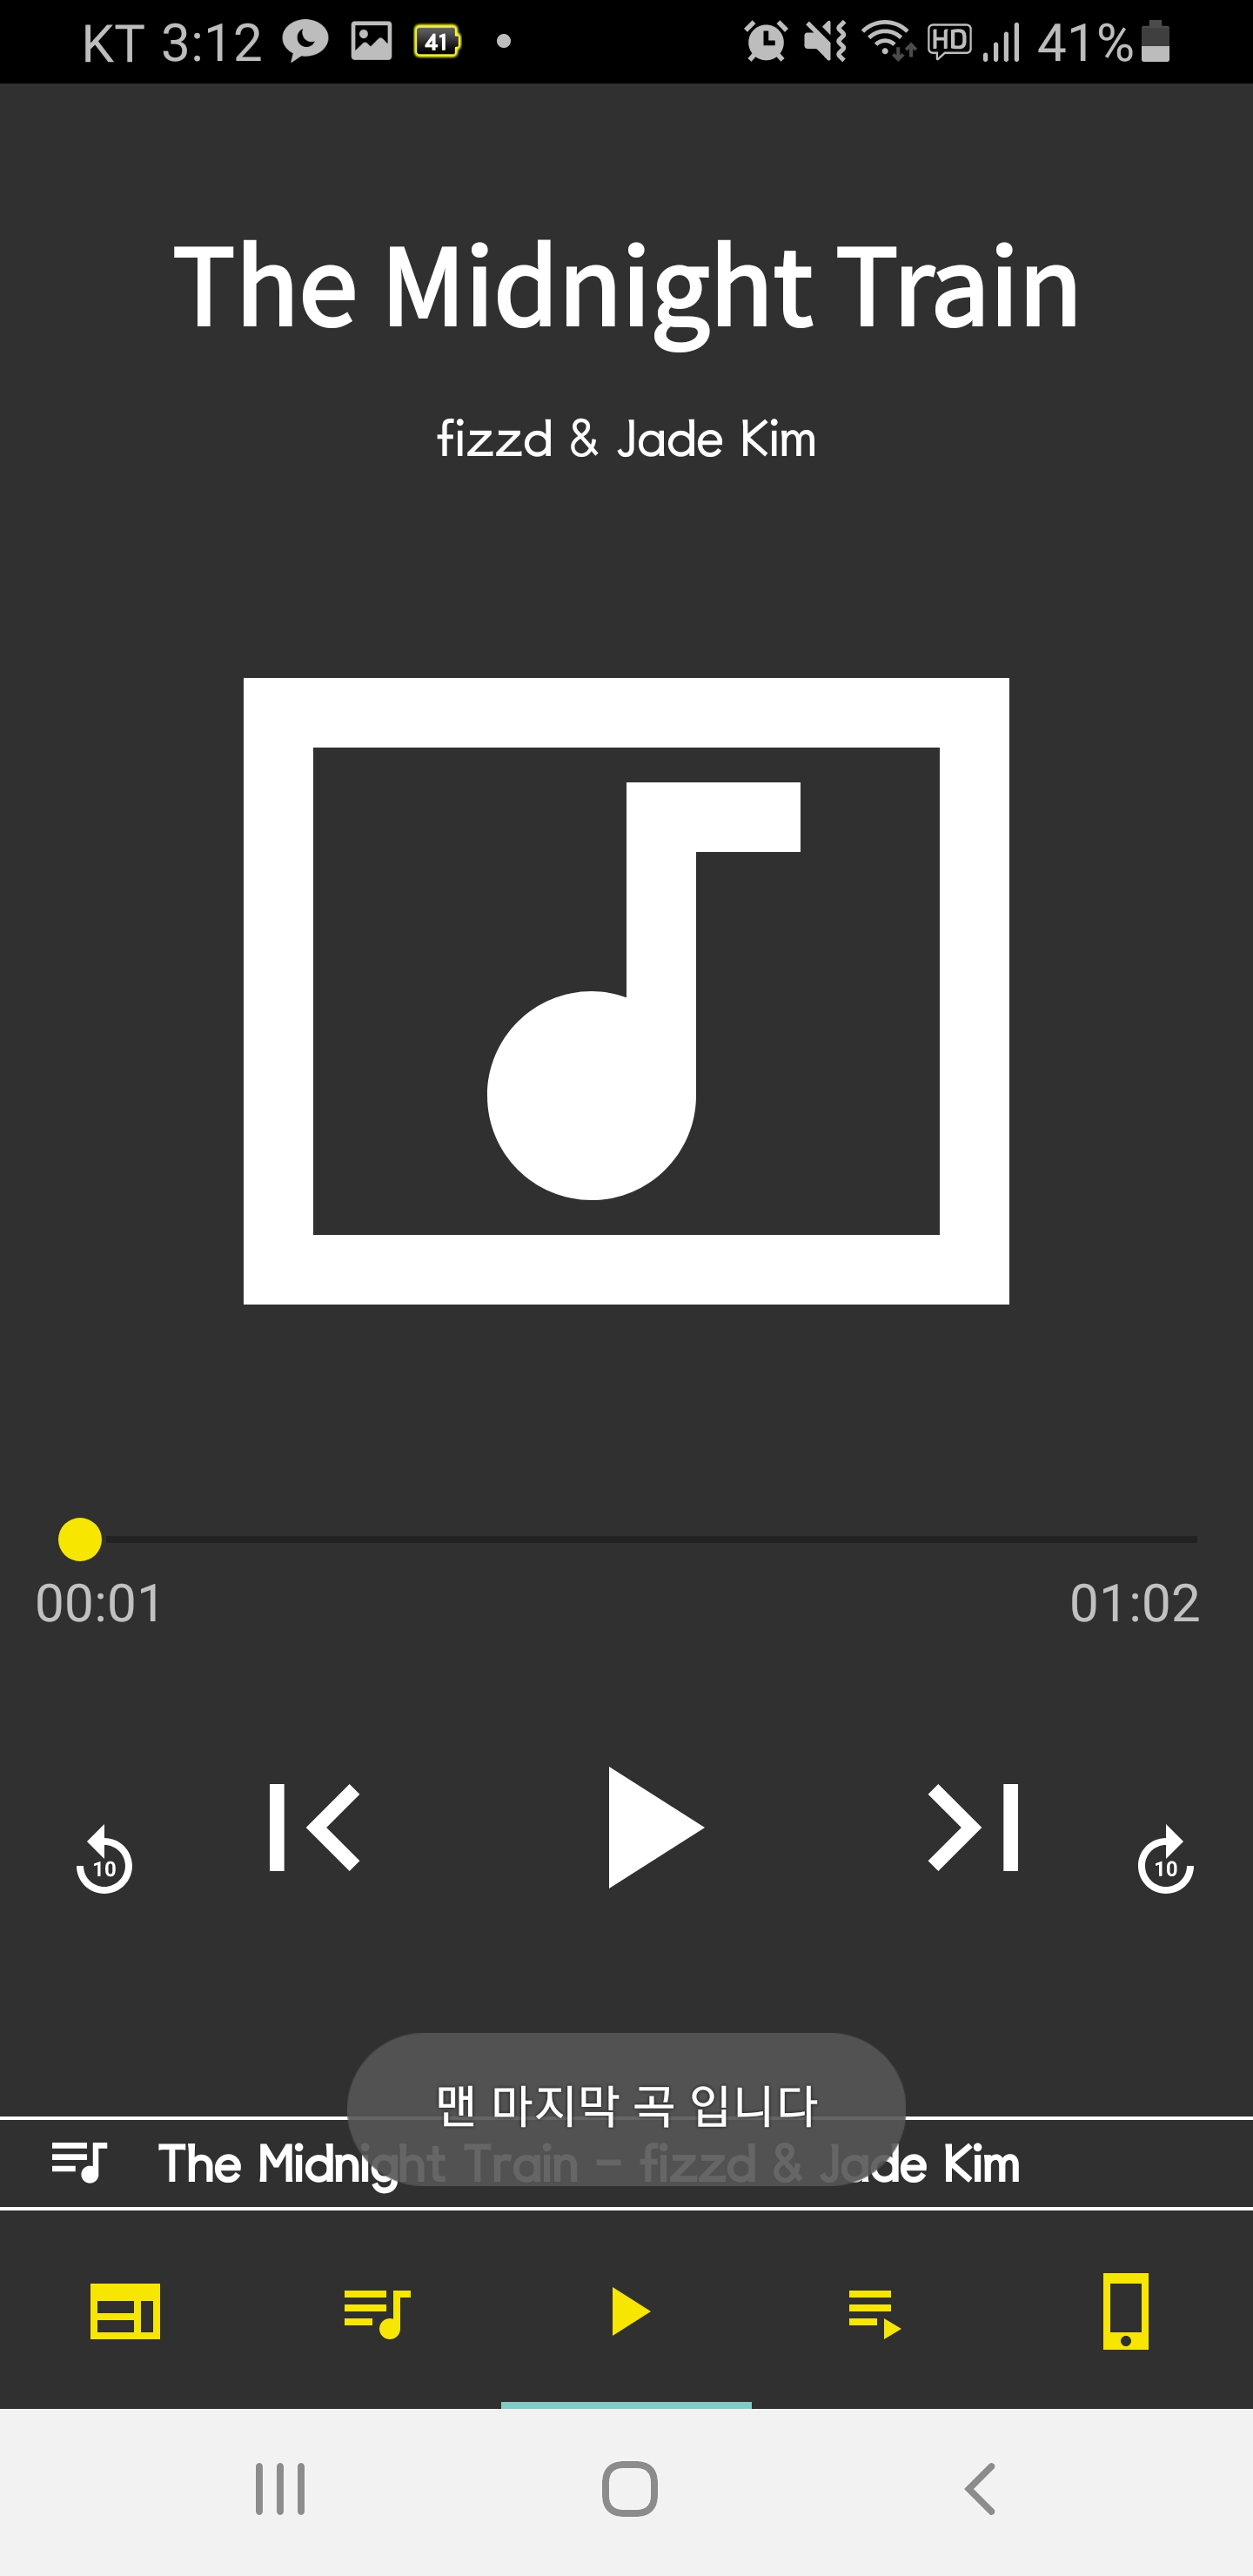 KT 3:12 41 HD 41%
The Midnight Train
fizzd & Jade Kim
00:01 01:02
10 10
맨 마지막 곡 입니다
The Midnight Train - fizzd & Jade Kim